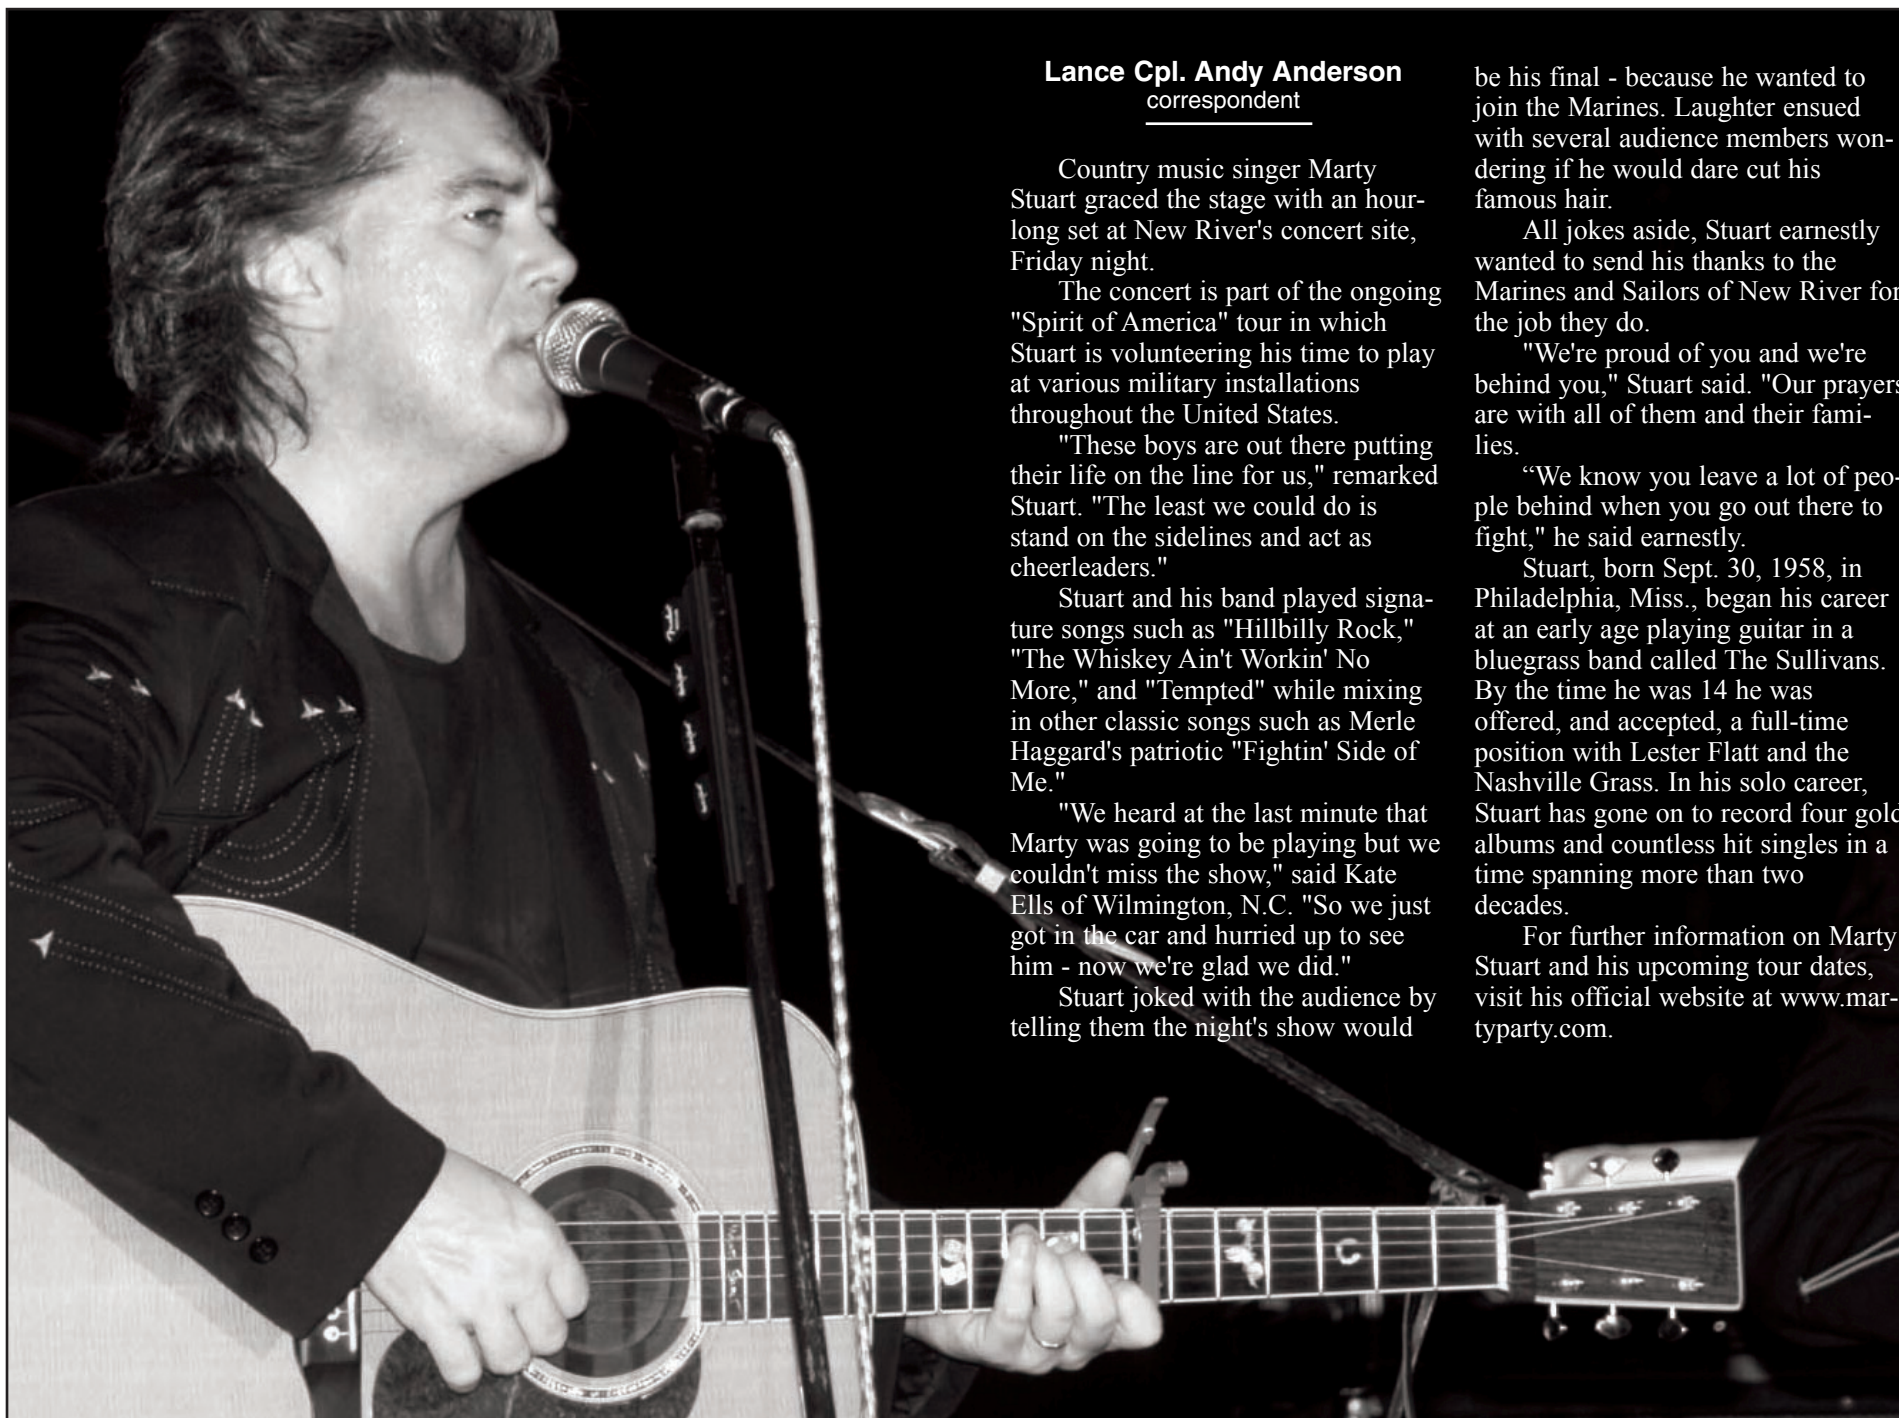 Lance Cpl. Andy Anderson
correspondent
Country music singer Marty
Stuart graced the stage with an hour-
long set at New River's concert site,
Friday night.
The concert is part of the ongoing
"Spirit of America" tour in which
Stuart is volunteering his time to play
at various military installations
throughout the United States.
"These boys are out there putting
their life on the line for us," remarked
Stuart. "The least we could do is
stand on the sidelines and act as
cheerleaders."
Stuart and his band played signa-
ture songs such as "Hillbilly Rock,"
"The Whiskey Ain't Workin' No
More," and "Tempted" while mixing
in other classic songs such as Merle
Haggard's patriotic "Fightin' Side of
Me."
"We heard at the last minute that
Marty was going to be playing but we
couldn't miss the show," said Kate
Ells of Wilmington, N.C. "So we just
got in the car and hurried up to see
him - now we're glad we did."
Stuart joked with the audience by
telling them the night's show would
be his final - because he wanted to
join the Marines. Laughter ensued
with several audience members won-
dering if he would dare cut his
famous hair.
All jokes aside, Stuart earnestly
wanted to send his thanks to the
Marines and Sailors of New River for
the job they do.
"We're proud of you and we're
behind you," Stuart said. "Our prayers
are with all of them and their fami-
lies.
“We know you leave a lot of peo-
ple behind when you go out there to
fight," he said earnestly.
Stuart, born Sept. 30, 1958, in
Philadelphia, Miss., began his career
at an early age playing guitar in a
bluegrass band called The Sullivans.
By the time he was 14 he was
offered, and accepted, a full-time
position with Lester Flatt and the
Nashville Grass. In his solo career,
Stuart has gone on to record four gold
albums and countless hit singles in a
time spanning more than two
decades.
For further information on Marty
Stuart and his upcoming tour dates,
visit his official website at www.mar-
typarty.com.